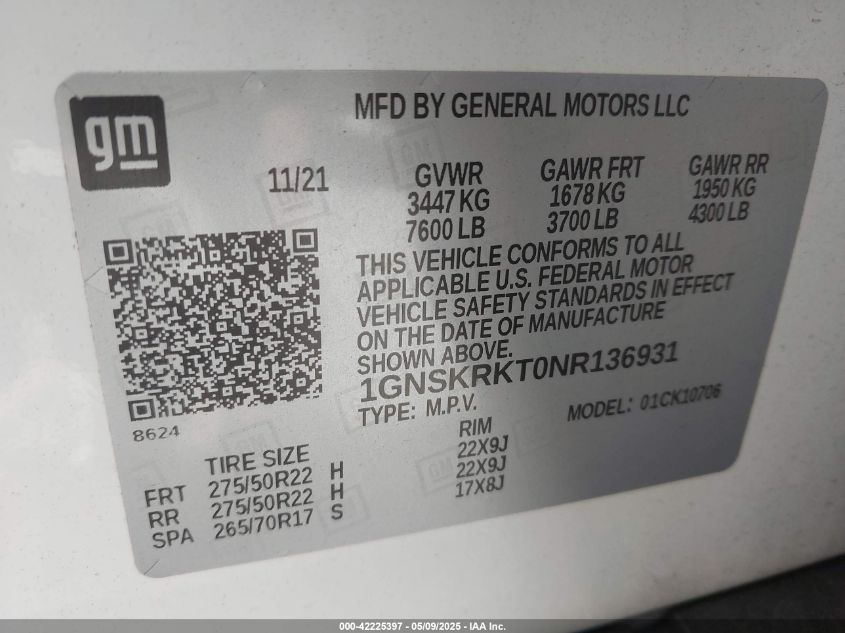 gm
MFD BY GENERAL MOTORS LLC
11/21
GVWR
3447 KG
7600 LB
GAWR FRT
1678 KG
3700 LB
GAWR RR
1950 KG
4300 LB
THIS VEHICLE CONFORMS TO ALL
APPLICABLE U.S. FEDERAL MOTOR
VEHICLE SAFETY STANDARDS IN EFFECT
ON THE DATE OF MANUFACTURE
SHOWN ABOVE.
1GNSKRKT0NR136931
TYPE: M.P.V. MODEL: 01CK10706
8624
TIRE SIZE RIM
FRT 275/50R22 H 22X9J
RR 275/50R22 H 22X9J
SPA 265/70R17 S 17X8J
000-42225397 - 05/09/2025 - IAA Inc.